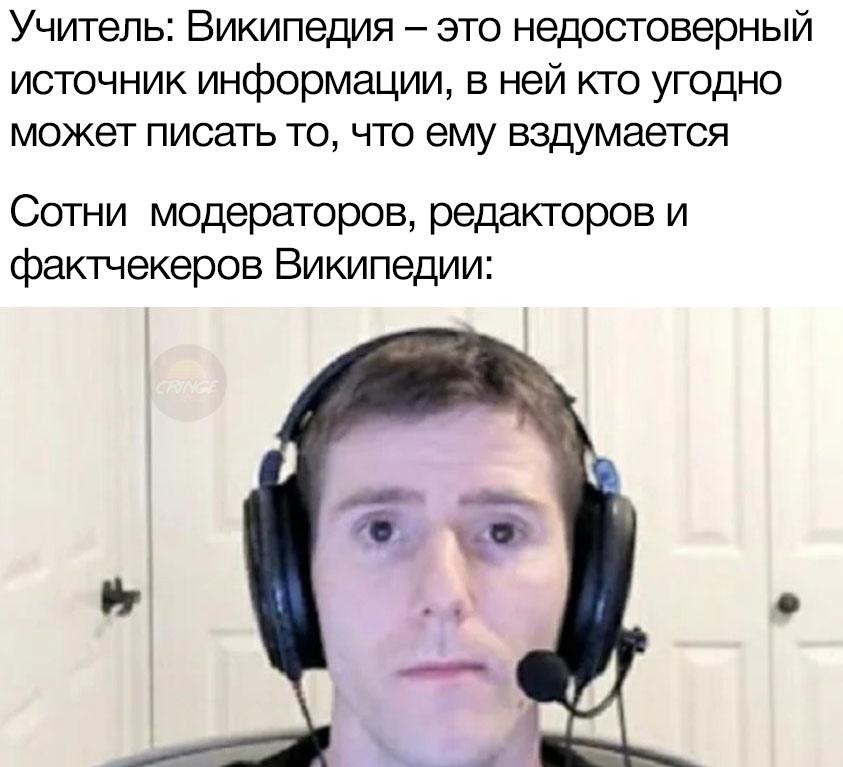 Учитель: Википедия – это недостоверный
источник информации, в ней кто угодно
может писать то, что ему вздумается
Сотни модераторов, редакторов и
фактчекеров Википедии:
CRINGE